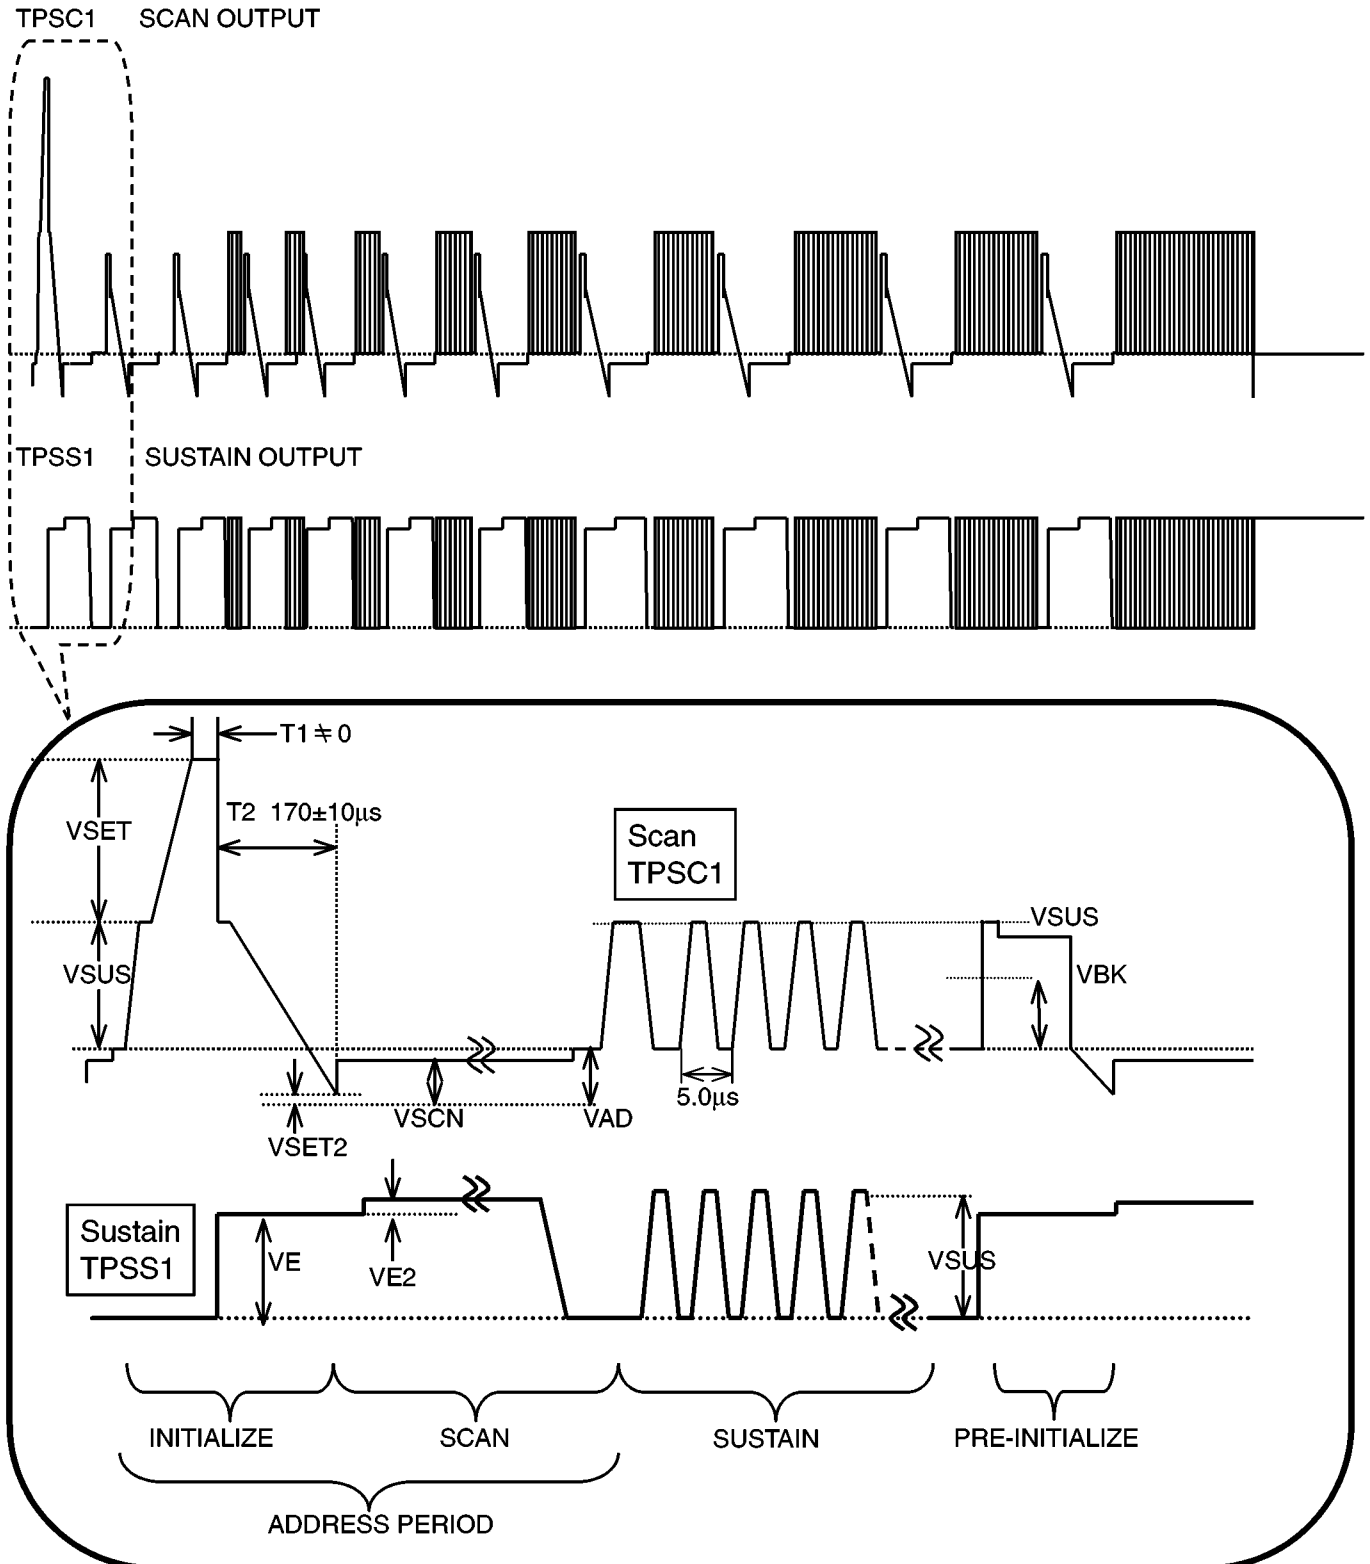 TPSC1 SCAN OUTPUT
TPSS1 SUSTAIN OUTPUT
T1≒0
T2 170±10μs
VSET
Scan
TPSC1
VSUS
VSUS
VBK
5.0μs
VSCN
VAD
VSET2
Sustain
TPSS1
VE
VE2
VSUS
INITIALIZE
SCAN
SUSTAIN
PRE-INITIALIZE
ADDRESS PERIOD